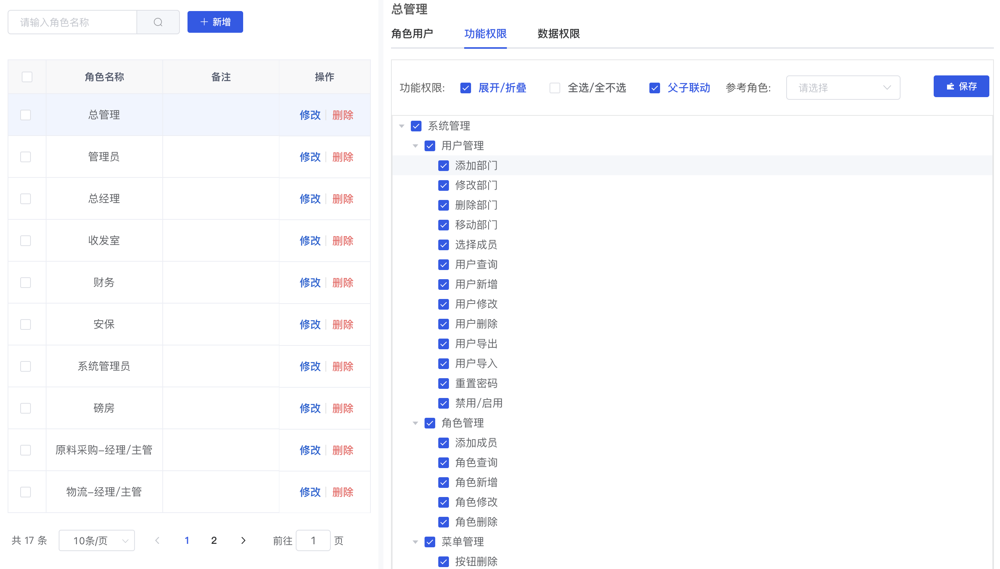 请输入角色名称
新增
角色名称 备注 操作
总管理 修改 删除
管理员 修改 删除
总经理 修改 删除
收发室 修改 删除
财务 修改 删除
安保 修改 删除
系统管理员 修改 删除
磅房 修改 删除
原料采购-经理/主管 修改 删除
物流-经理/主管 修改 删除
共 17 条 10条/页 1 2 前往 1 页
总管理
角色用户 功能权限 数据权限
功能权限: 展开/折叠 全选/全不选 父子联动 参考角色: 请选择 保存
系统管理
用户管理
添加部门
修改部门
删除部门
移动部门
选择成员
用户查询
用户新增
用户修改
用户删除
用户导出
用户导入
重置密码
禁用/启用
角色管理
添加成员
角色查询
角色新增
角色修改
角色删除
菜单管理
按钮删除